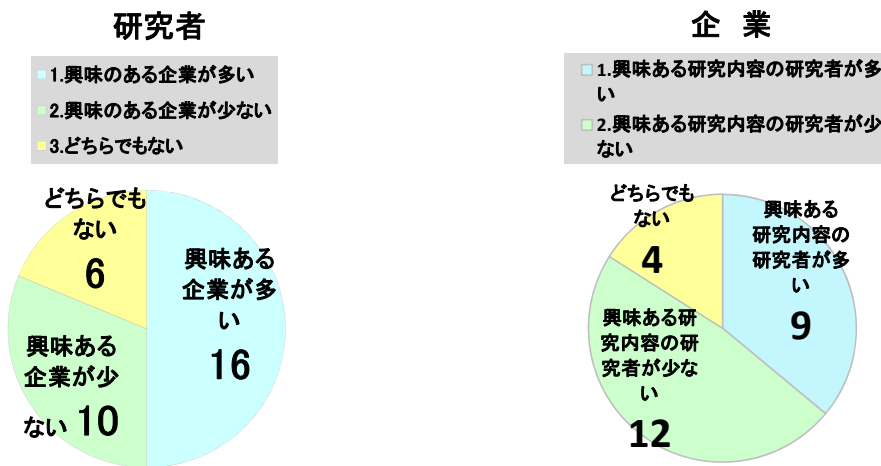 研究者
1.興味のある企業が多い
2.興味のある企業が少ない
3.どちらでもない
どちらでも
ない
6
興味ある
企業が多
い
16
興味ある
企業が少
ない 10
企 業
1.興味ある研究内容の研究者が多
い
2.興味ある研究内容の研究者が少
ない
どちらでも
ない
4
興味ある
研究内容の
研究者が多
い
9
興味ある研
究内容の研
究者が少な
い
12